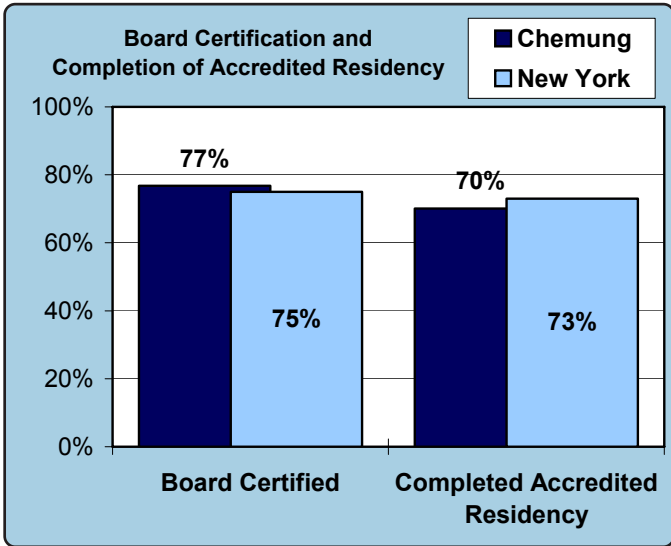 Board Certification and
Completion of Accredited Residency
Chemung
New York
100%
80%
60%
40%
20%
0%
77%
75%
70%
73%
Board Certified
Completed Accredited
Residency